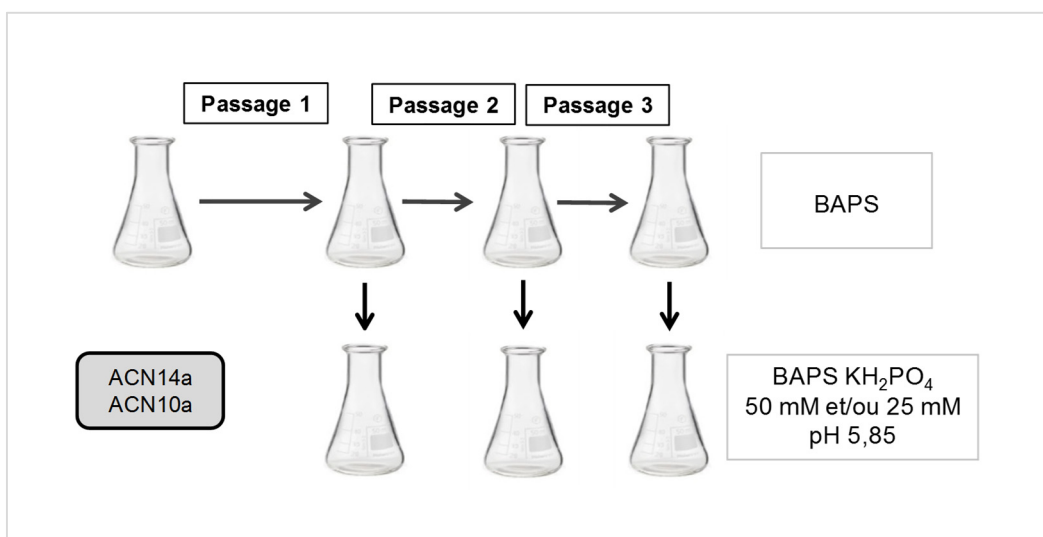 Passage 1
Passage 2
Passage 3
BAPS
ACN14a
ACN10a
BAPS KH₂PO₄
50 mM et/ou 25 mM
pH 5,85